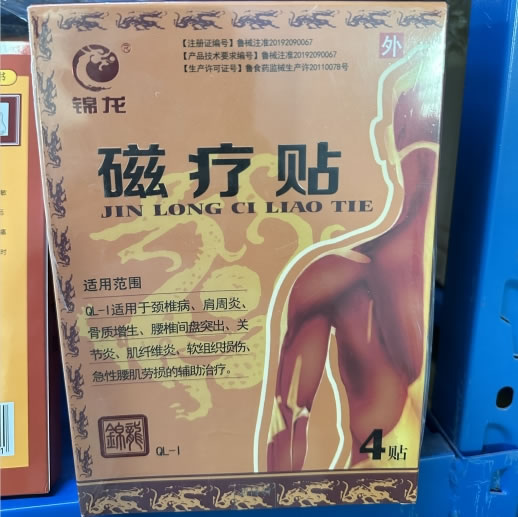 【注册证编号】鲁械注准20192090067
【产品技术要求编号】鲁械注准20192090067
【生产许可证号】鲁食药监械生产许20110078号
外
®
锦龙
磁疗贴
JIN LONG CI LIAO TIE
适用范围
QL-1适用于颈椎病、肩周炎、
骨质增生、腰椎间盘突出、关
节炎、肌纤维炎、软组织损伤、
急性腰肌劳损的辅助治疗。
錦龍
QL-1
4贴